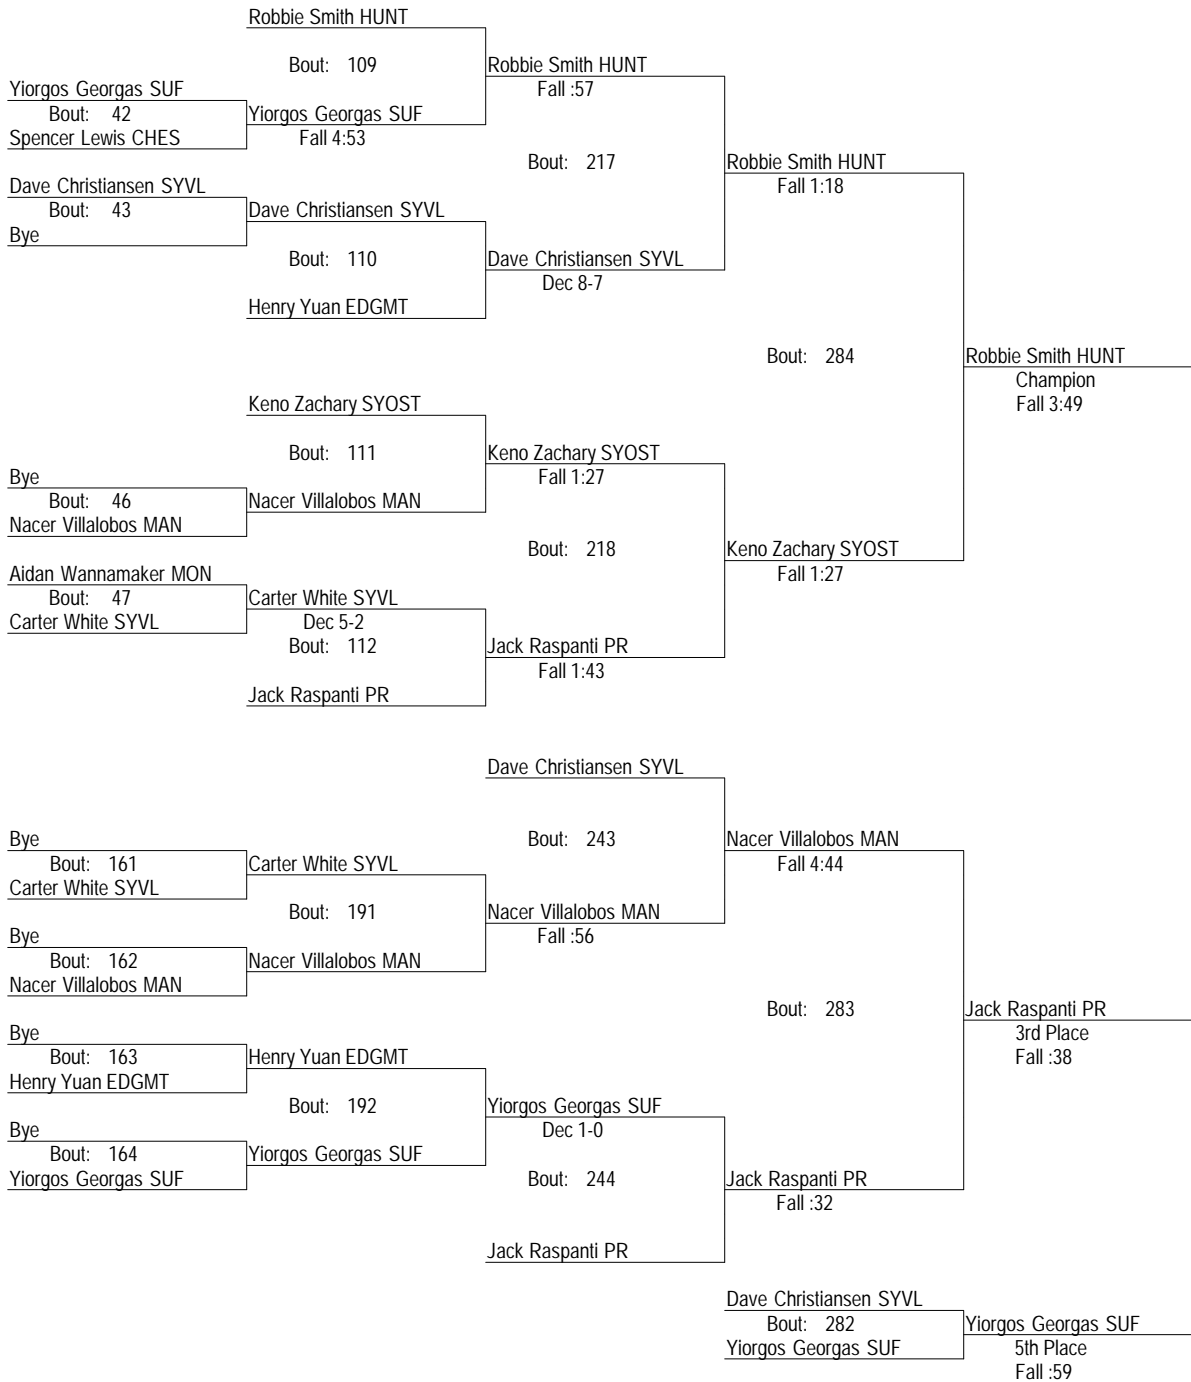 Robbie Smith HUNT
Bout: 109
Robbie Smith HUNT
Fall :57
Yiorgos Georgas SUF
Bout: 42
Spencer Lewis CHES
Yiorgos Georgas SUF
Fall 4:53
Bout: 217
Robbie Smith HUNT
Fall 1:18
Dave Christiansen SYVL
Bout: 43
Bye
Dave Christiansen SYVL
Bout: 110
Dave Christiansen SYVL
Dec 8-7
Henry Yuan EDGMT
Bout: 284
Robbie Smith HUNT
Champion
Fall 3:49
Keno Zachary SYOST
Bout: 111
Keno Zachary SYOST
Fall 1:27
Bye
Bout: 46
Nacer Villalobos MAN
Nacer Villalobos MAN
Bout: 218
Keno Zachary SYOST
Fall 1:27
Aidan Wannamaker MON
Bout: 47
Carter White SYVL
Carter White SYVL
Dec 5-2
Bout: 112
Jack Raspanti PR
Fall 1:43
Jack Raspanti PR
Dave Christiansen SYVL
Bout: 243
Nacer Villalobos MAN
Fall 4:44
Bye
Bout: 161
Carter White SYVL
Carter White SYVL
Bout: 191
Nacer Villalobos MAN
Fall :56
Bye
Bout: 162
Nacer Villalobos MAN
Nacer Villalobos MAN
Bout: 283
Jack Raspanti PR
3rd Place
Fall :38
Bye
Bout: 163
Henry Yuan EDGMT
Henry Yuan EDGMT
Bout: 192
Yiorgos Georgas SUF
Dec 1-0
Bye
Bout: 164
Yiorgos Georgas SUF
Yiorgos Georgas SUF
Bout: 244
Jack Raspanti PR
Fall :32
Jack Raspanti PR
Dave Christiansen SYVL
Bout: 282
Yiorgos Georgas SUF
Yiorgos Georgas SUF
5th Place
Fall :59